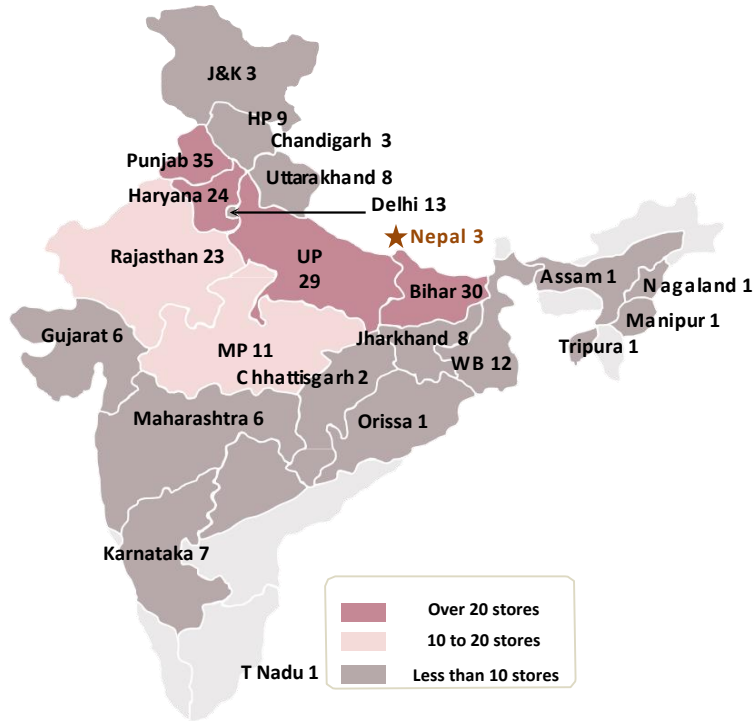 J&K 3
HP 9
Chandigarh 3
Punjab 35
Uttarakhand 8
Haryana 24
Delhi 13
Nepal 3
Rajasthan 23
UP
29
Bihar 30
Assam 1
Nagaland 1
Manipur 1
Tripura 1
Gujarat 6
MP 11
Jharkhand 8
WB 12
Chhattisgarh 2
Maharashtra 6
Orissa 1
Karnataka 7
T Nadu 1
Over 20 stores
10 to 20 stores
Less than 10 stores